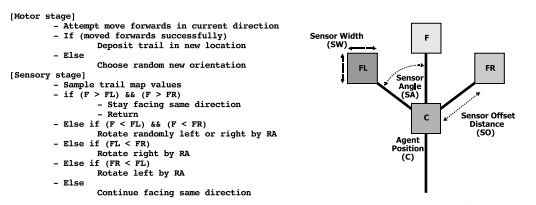 [Motor stage]
- Attempt move forwards in current direction
- If (moved forwards successfully)
Deposit trail in new location
- Else
Choose random new orientation
[Sensory stage]
- Sample trail map values
- if (F > FL) && (F > FR)
- Stay facing same direction
- Return
- Else if (F < FL) && (F < FR)
Rotate randomly left or right by RA
- Else if (FL < FR)
Rotate right by RA
- Else if (FR < FL)
Rotate left by RA
- Else
Continue facing same direction
Sensor Width
(SW)
F
FL
FR
Sensor
Angle
(SA)
C
Agent
Position
(C)
Sensor Offset
Distance
(SO)